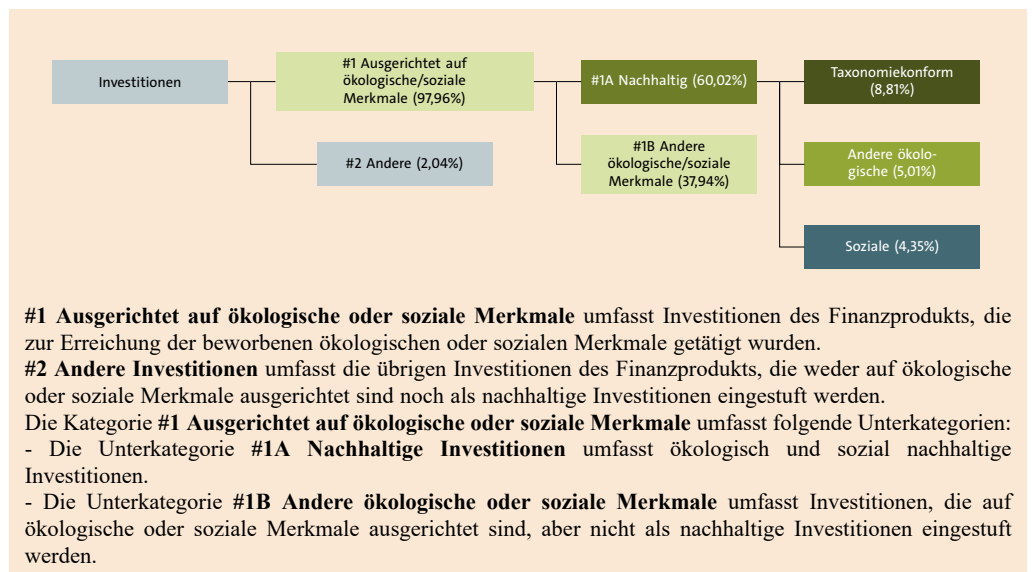 Investitionen
#1 Ausgerichtet auf
ökologische/soziale
Merkmale (97,96%)
#1A Nachhaltig (60,02%)
Taxonomiekonform
(8,81%)
#2 Andere (2,04%)
#1B Andere
ökologische/soziale
Merkmale (37,94%)
Andere ökolo-
gische (5,01%)
Soziale (4,35%)
#1 Ausgerichtet auf ökologische oder soziale Merkmale umfasst Investitionen des Finanzprodukts, die
zur Erreichung der beworbenen ökologischen oder sozialen Merkmale getätigt wurden.
#2 Andere Investitionen umfasst die übrigen Investitionen des Finanzprodukts, die weder auf ökologische
oder soziale Merkmale ausgerichtet sind noch als nachhaltige Investitionen eingestuft werden.
Die Kategorie #1 Ausgerichtet auf ökologische oder soziale Merkmale umfasst folgende Unterkategorien:
- Die Unterkategorie #1A Nachhaltige Investitionen umfasst ökologisch und sozial nachhaltige
Investitionen.
- Die Unterkategorie #1B Andere ökologische oder soziale Merkmale umfasst Investitionen, die auf
ökologische oder soziale Merkmale ausgerichtet sind, aber nicht als nachhaltige Investitionen eingestuft
werden.